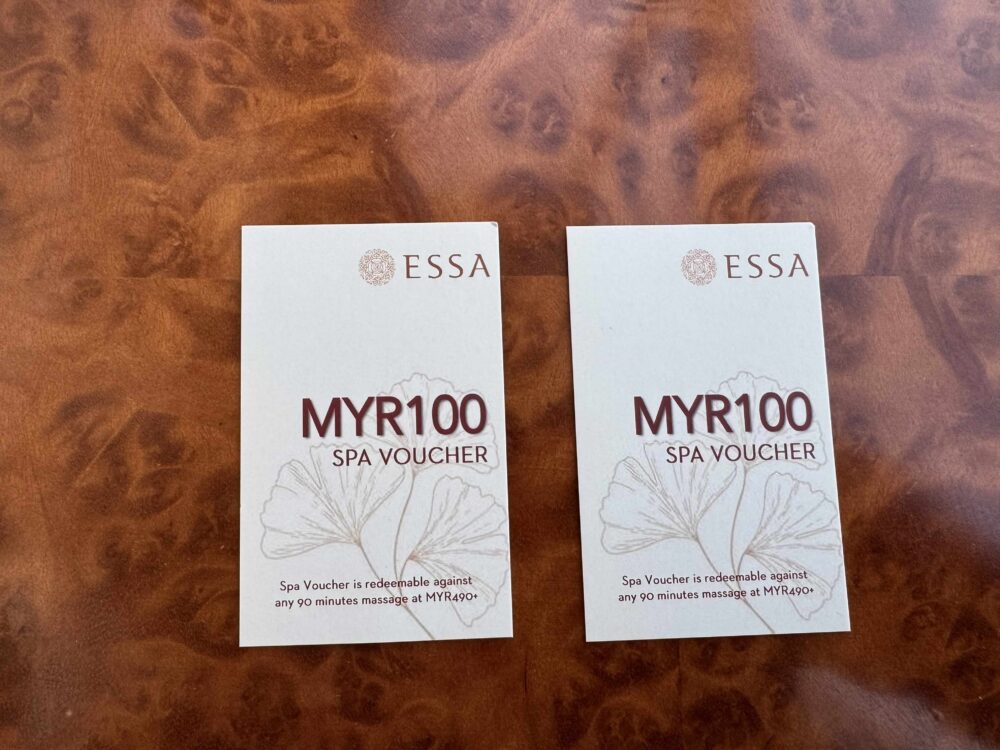 ESSA
MYR100
SPA VOUCHER
Spa Voucher is redeemable against
any 90 minutes massage at MYR490+
ESSA
MYR100
SPA VOUCHER
Spa Voucher is redeemable against
any 90 minutes massage at MYR490+